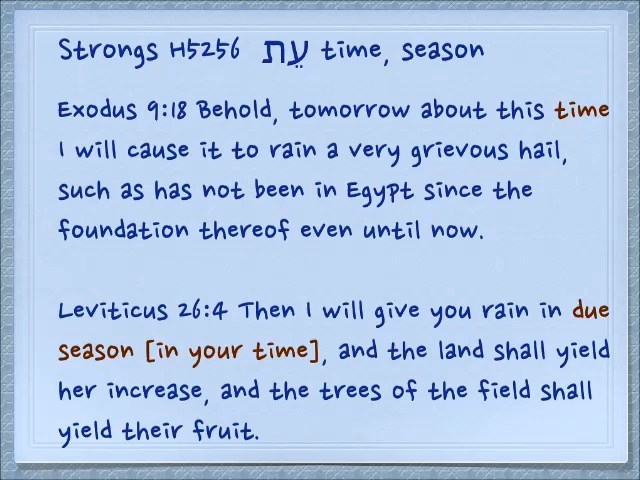 Strongs H5256 עֵת time, season
Exodus 9:18 Behold, tomorrow about this time
I will cause it to rain a very grievous hail,
such as has not been in Egypt since the
foundation thereof even until now.
Leviticus 26:4 Then I will give you rain in due
season [in your time], and the land shall yield
her increase, and the trees of the field shall
yield their fruit.